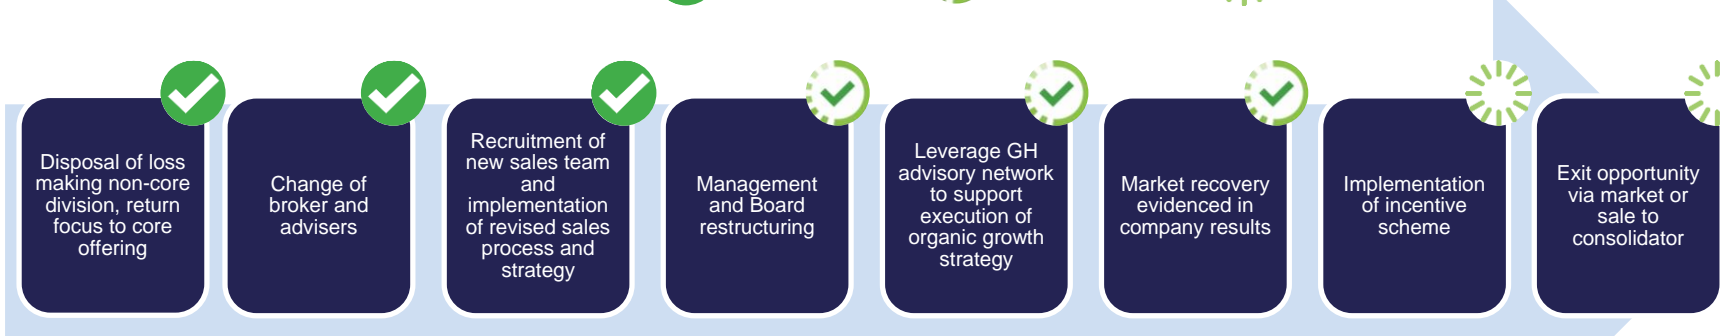 Disposal of loss
making non-core
division, return
focus to core
offering
Change of
broker and
advisers
Recruitment of
new sales team
and
implementation
of revised sales
process and
strategy
Management
and Board
restructuring
Leverage GH
advisory network
to support
execution of
organic growth
strategy
Market recovery
evidenced in
company results
Implementation
of incentive
scheme
Exit opportunity
via market or
sale to
consolidator